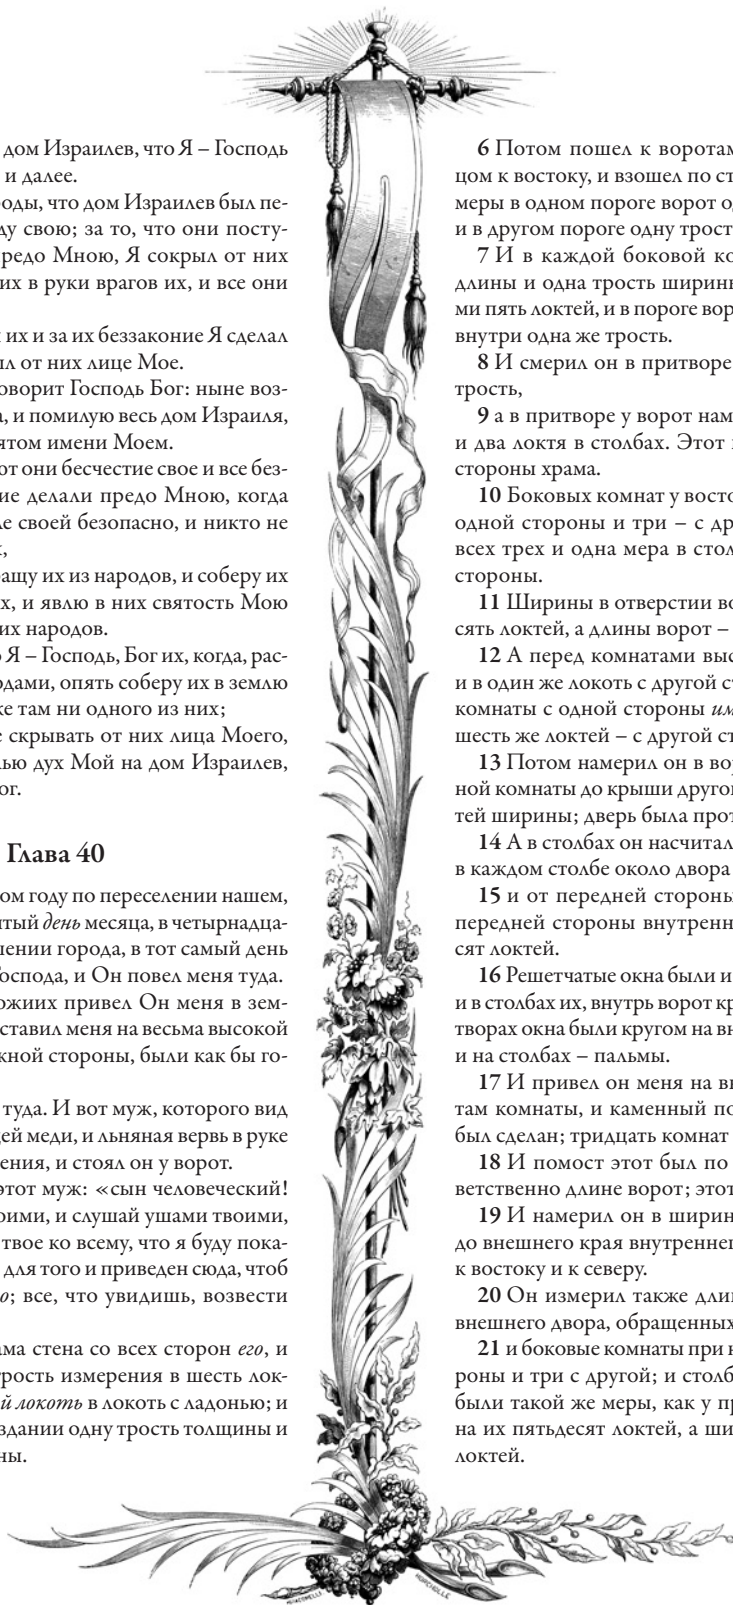 дом Израилев, что Я – Господь
и далее.
оды, что дом Израилев был пе-
ду свою; за то, что они посту-
редо Мною, Я сокрыл от них
их в руки врагов их, и все они
и их и за их беззаконие Я сделал
ыл от них лице Мое.
оворит Господь Бог: ныне воз-
а, и помилую весь дом Израиля,
ятом имени Моем.
от они бесчестие свое и все без-
ие делали предо Мною, когда
ле своей безопасно, и никто не
х,
ащу их из народов, и соберу их
их, и явлю в них святость Мою
их народов.
о Я – Господь, Бог их, когда, рас-
одами, опять соберу их в землю
же там ни одного из них;
е скрывать от них лица Моего,
лью дух Мой на дом Израилев,
ог.
Глава 40
ом году по переселении нашем,
ятый день месяца, в четырнадца-
шении города, в тот самый день
Господа, и Он повел меня туда.
ожиих привел Он меня в зем-
ставил меня на весьма высокой
жной стороны, были как бы го-
туда. И вот муж, которого вид
щей меди, и льняная вервь в руке
рения, и стоял он у ворот.
этот муж: «сын человеческий!
оими, и слушай ушами твоими,
твое ко всему, что я буду пока-
для того и приведен сюда, чтоб
о; все, что увидишь, возвести
ама стена со всех сторон его, и
трость измерения в шесть лок-
й локоть в локоть с ладонью; и
здании одну трость толщины и
ны.
6 Потом пошел к воротам
цом к востоку, и взошел по ст
меры в одном пороге ворот о
и в другом пороге одну трост
7 И в каждой боковой ко
длины и одна трость ширины
ми пять локтей, и в пороге вор
внутри одна же трость.
8 И смерил он в притворе
трость,
9 а в притворе у ворот нам
и два локтя в столбах. Этот
стороны храма.
10 Боковых комнат у восто
одной стороны и три – с др
всех трех и одна мера в стол
стороны.
11 Ширины в отверстии во
сять локтей, а длины ворот –
12 А перед комнатами выс
и в один же локоть с другой ст
комнаты с одной стороны им
шесть же локтей – с другой ст
13 Потом намерил он в вор
ной комнаты до крыши другой
тей ширины; дверь была прот
14 А в столбах он насчитал
в каждом столбе около двора
15 и от передней стороны
передней стороны внутренн
сят локтей.
16 Решетчатые окна были и
и в столбах их, внутрь ворот кр
творах окна были кругом на вн
и на столбах – пальмы.
17 И привел он меня на вн
там комнаты, и каменный по
был сделан; тридцать комнат
18 И помост этот был по
ветственно длине ворот; этот
19 И намерил он в ширин
до внешнего края внутреннег
к востоку и к северу.
20 Он измерил также длин
внешнего двора, обращенных
21 и боковые комнаты при н
роны и три с другой; и столб
были такой же меры, как у пр
на их пятьдесят локтей, а ши
локтей.